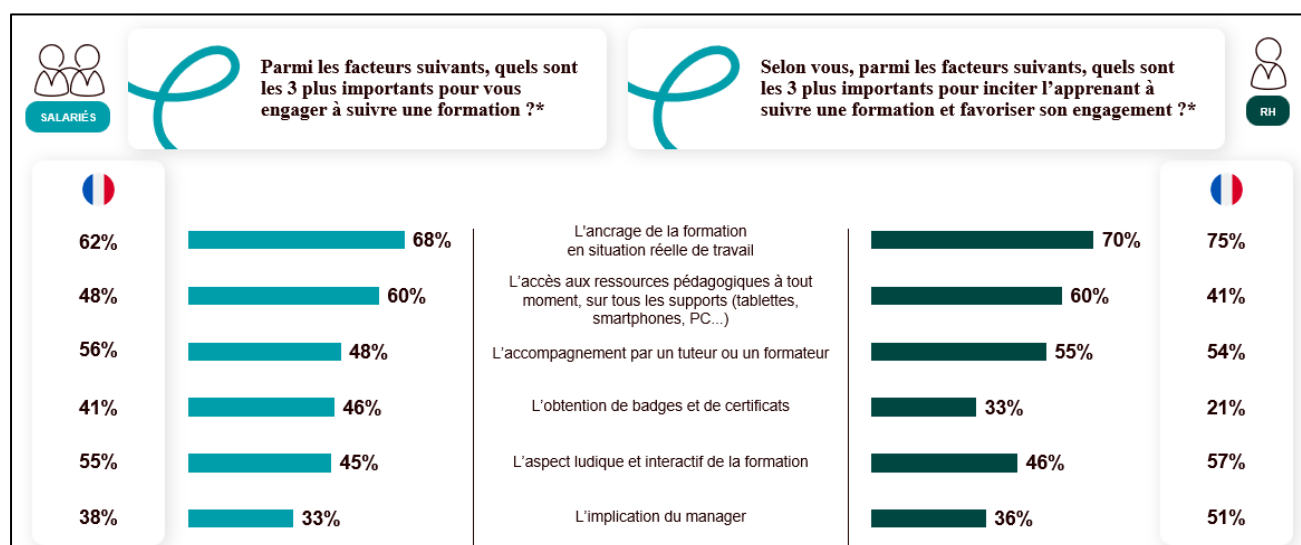 Parmi les facteurs suivants, quels sont
les 3 plus importants pour vous
engager à suivre une formation ?*
SALARIÉS
Selon vous, parmi les facteurs suivants, quels sont
les 3 plus importants pour inciter l'apprenant à
suivre une formation et favoriser son engagement ?*
RH
62%
68%
L'ancrage de la formation
en situation réelle de travail
70%
75%
48%
60%
L'accès aux ressources pédagogiques à tout
moment, sur tous les supports (tablettes,
smartphones, PC...)
60%
41%
56%
48%
L'accompagnement par un tuteur ou un formateur
55%
54%
41%
46%
L'obtention de badges et de certificats
33%
21%
55%
45%
L'aspect ludique et interactif de la formation
46%
57%
38%
33%
L'implication du manager
36%
51%